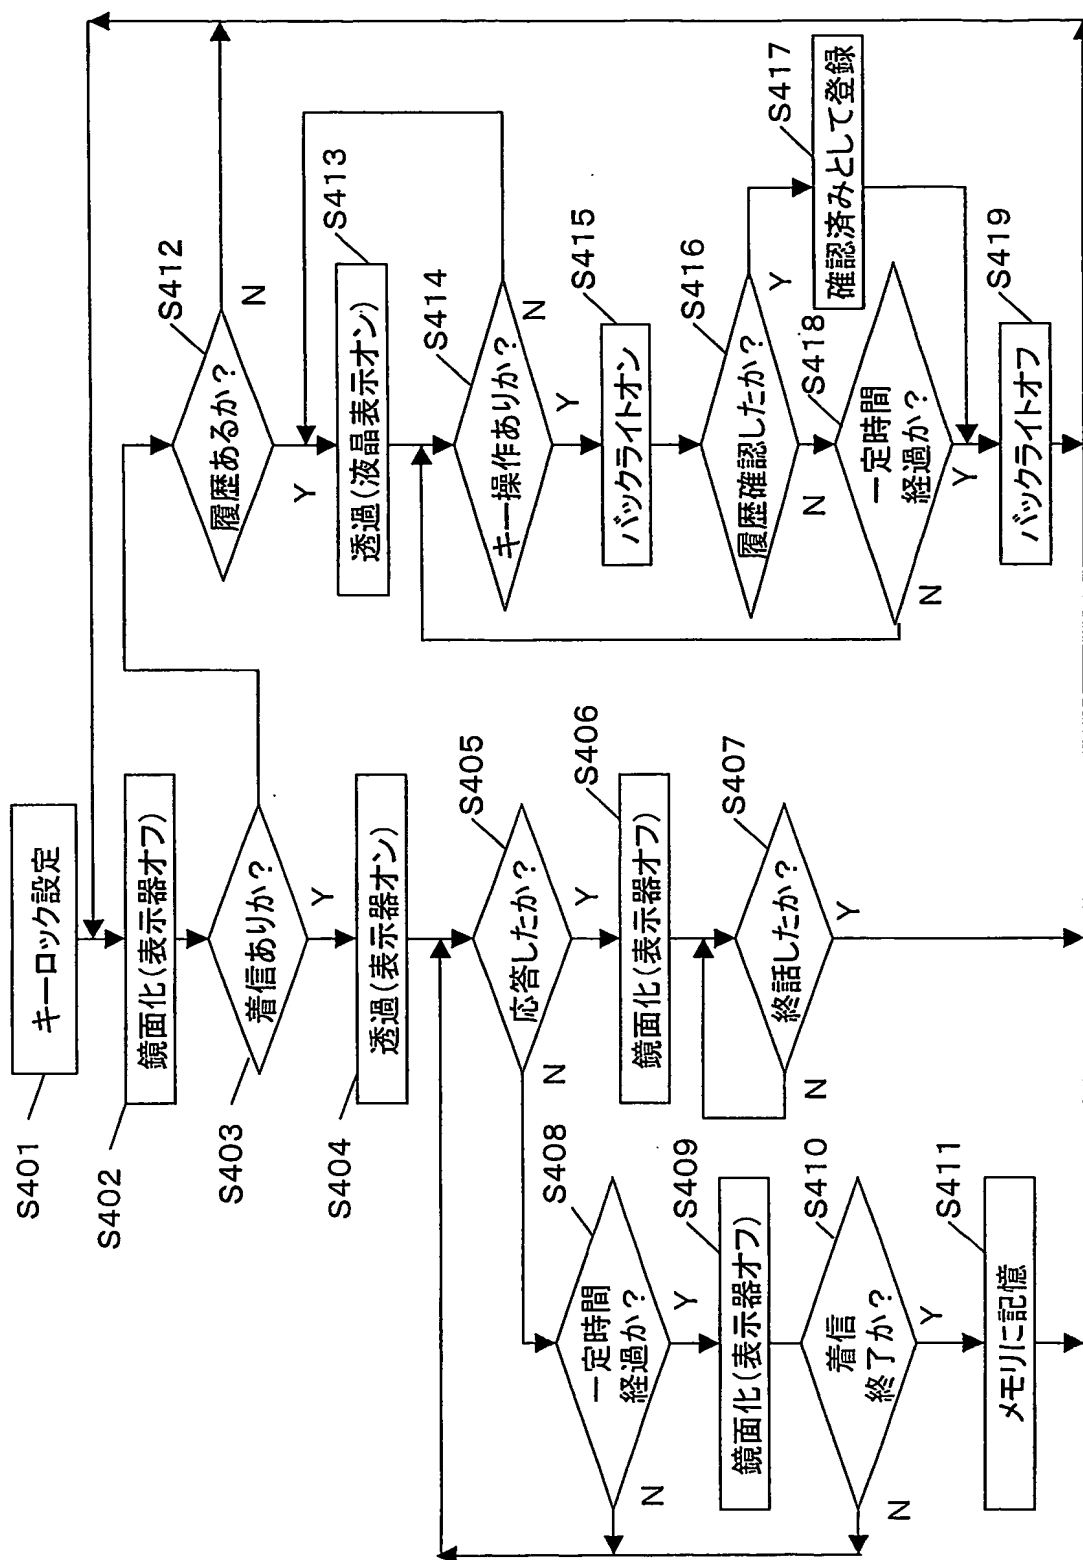 S401
キーロック設定
S402
鏡面化(表示器オフ)
S403
着信ありか?
Y
S404
透過(表示器オン)
S405
応答したか?
N
Y
S406
鏡面化(表示器オフ)
S407
終話したか?
N
Y
S408
一定時間
経過か?
N
Y
S409
鏡面化(表示器オフ)
S410
着信
終了か?
N
Y
S411
メモリに記憶
S412
履歴あるか?
N
Y
S413
透過(液晶表示オン)
S414
キー操作ありか?
N
Y
S415
バックライトオン
S416
履歴確認したか?
Y
N
S417
確認済みとして登録
S418
一定時間
経過か?
N
Y
S419
バックライトオフ